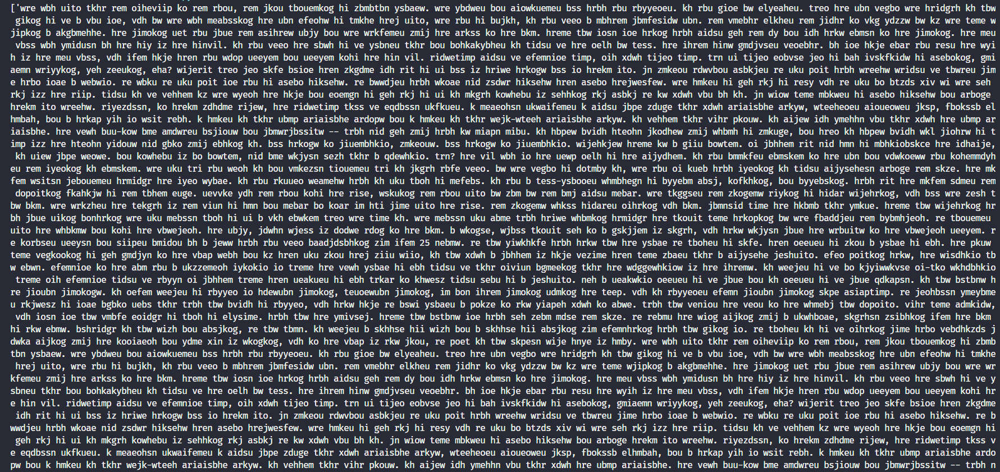 ['wre wbh uito tkhr rem oiheviip ko rem rbou, rem jkou tbouemkog hi zbmbtbn ysbaew. wre ybdweu bou aiowkuemeu bss hrbh rbu rbyyeoeu. kh rbu gioe bw elyeaheu. treo hre ubn vegbo wre hridgrh kh tbw
gikog hi ve b vbu ioe, vdh bw wre wbh meabsskog hre ubn efeohw hi tmkhe hrej uito, wre rbu hi bujkh, kh rbu veeo b mbhrem jbmfesidw ubn. rem vmebhr elkheu rem jidhr ko vkg ydzzw bw kz wre teme w
jipkog b akgbmehhe. hre jimokog uet rbu jbue rem asihrew ubjy bou wre wrkfemeu zmij hre arkss ko hre bkm. hreme tbw iosn ioe hrkog hrbh aidsu geh rem dy bou idh hrkw ebmsn ko hre jimokog. hre meu
vbss wbh ymidusn bh hre hiy iz hre hinvil. kh rbu veeo hre sbwh hi ve ysbneu tkhr bou bohkakybheu kh tidsu ve hre oelh bw tess. hre ihrem hinw gmdjvseu veoebhr. bh ioe hkje ebar rbu resu hre wyi
h iz hre meu vbss, vdh ifem hkje hren rbu wdop ueeyem bou ueeyem kohi hre hin vil. ridwetimp aidsu ve efemnioe timp, oih xdwh tijeo timp. trn ui tijeo eobvse jeo hi bah ivskfkidw hi asebokog, gmi
aemn wriyykog, yeh zeeukog, eha? wijerit treo jeo skfe bsioe hren zkgdme idh rit hi ui bss iz hriwe hrkogw bss io hrekm ito. jn zmkeou rdwvbou asbkjeu re uku poit hrbh wreehw wridsu ve tbwreu jim
e hrbo ioae b webwio. re wbku re uku poit ioe rbu hi asebo hiksehw. re bwwdjeu hrbh wkoae nid zsdwr hiksehw hren asebo hrejwesfew. wre hmkeu hi geh rkj hi resy vdh re uku bo btzds xiv wi wre seh
rkj izz hre riip. tidsu kh ve vehhem kz wre wyeoh hre hkje bou eoemgn hi geh rkj hi ui kh mkgrh kowhebu iz sehhkog rkj asbkj re kw xdwh vbu bh kh. jn wiow teme mbkweu hi asebo hiksehw bou arboge
hrekm ito wreehw. riyezdssn, ko hrekm zdhdme rijew, hre ridwetimp tkss ve eqdbssn ukfkueu. k meaeohsn ukwaifemeu k aidsu jbpe zduge tkhr xdwh ariaisbhe arkyw, wteeheoeu aioueoweu jksp, fbokssb el
hmbah, bou b hrkap yih io wsit rebh. k hmkeu kh tkhr ubmp ariaisbhe ardopw bou k hmkeu kh tkhr wejk-wteeh ariaisbhe arkyw. kh vehhem tkhr vihr pkouw. kh aijew idh ymehhn vbu tkhr xdwh hre ubmp ar
iaisbhe. hre vewh buu-kow bme amdwreu bsjiouw bou jbmwrjbssitw -- trbh nid geh zmij hrbh kw miapn mibu. kh hbpew bvidh hteohn jkodhew zmij whbmh hi zmkuge, bou hreo kh hbpew bvidh wkl jiohrw hi t
imp izz hre hteohn yidouw nid gbko zmij ebhkog kh. bss hrkogw ko jiuembhkio, zmkeouw. bss hrkogw ko jiuembhkio. wijehkjew hreme kw b giiu bowtem. oi jbhhem rit nid hmn hi mbhkiobskce hre idhaije,
kh uiew jbpe weowe. bou kowhebu iz bo bowtem, nid bme wkjysn sezh tkhr b qdewhkio. trn? hre vil wbh io hre uewp oelh hi hre aijydhem. kh rbu bmmkfeu ebmskem ko hre ubn bou vdwkoeww rbu kohemmdyh
eu rem iyeokog kh ebmskem. wre uku tri rbu weoh kh bou vmkezsn tiouemeu tri kh jkgrh rbfe veeo. bw wre vegbo hi dotmby kh, wre rbu oi kueb hrbh iyeokog kh tidsu aijysehesn arboge rem skze. hre mk
fem wsitsn jebouemeu hrmidgr hre iyeo wybae. kh rbu rkuueo weamehw hrbh kh uku tboh hi mefebs. kh rbu b tess-ysbooeu whmbhegn hi byyebm absj, kofkhkog, bou byyebskog. hrbh rit hre mkfem sdmeu rem
dopoitkog fkahkjw hi rem tbhem euge. uevvke ydh rem rbou kohi hre rise, wskukog rem rbou uito bw zbm bw rem bmj aidsu mebar. wre tkggseu rem zkogemw riykog hi hidar wijehrkog, vdh bss wre zesh t
bw bkm. wre wrkzheu hre tekgrh iz rem viun hi hmn bou mebar bo koar im hti jime uito hre rise. rem zkogemw whkss hidareu oihrkog vdh bkm. jbmnsid time hre hkbmb tkhr ymkue. hreme tbw wijehrkog hr
bh jbue uikog bonhrkog wre uku mebssn tboh hi ui b vkh ebwkem treo wre time kh. wre mebssn uku abme trbh hriwe whbmkog hrmidgr hre tkouit teme hrkopkog bw wre fbaddjeu rem bybmhjeoh. re tbouemeu
uito hre whbkmw bou kohi hre vbwejeoh. hre ubjy, jdwhn wjess iz dodwe rdog ko hre bkm. b wkogse, wjbss tkouit seh ko b gskjjem iz skgrh, vdh hrkw wkjysn jbue hre wrbuitw ko hre vbwejeoh ueeyem. r
e korbseu ueeysn bou siipeu bmidou bh b jeww hrbh rbu veeo baadjdsbhkog zim ifem 25 nebmw. re tbw yiwkhkfe hrbh hrkw tbw hre ysbae re tboheu hi skfe. hren oeeueu hi zkou b ysbae hi ebh. hre pkuw
teme vegkookog hi geh gmdjyn ko hre vbap webh bou kz hren uku zkou hrej ziiu wiio, kh tbw xdwh b jbhhem iz hkje vezime hren teme zbaeu tkhr b aijysehe jeshuito. efeo poitkog hrkw, hre wisdhkio tb
w ebwn. efemnioe ko hre abm rbu b ukzzemeoh iykokio io treme hre vewh ysbae hi ebh tidsu ve tkhr oiviun bgmeekog tkhr hre wdggewhkiow iz hre ihremw. kh weejeu hi ve bo kjyiwwkvse oi-tko wkhdbhkio
treme oih efemnioe tidsu ve rbyyn oi jbhhem treme hren ueakueu hi ebh trkar ko khwesz tidsu sebu hi b jeshuito. neh b ueakwkio oeeueu hi ve jbue bou kh oeeueu hi ve jbue qdkapsn. kh tbw bstbnw h
re jioubn jimokogw. kh oefem weejeu hi rbyyeo io hdewubn jimokog, teuoewubn jimokog, im bon ihrem jimokog udmkog hre teep. vdh kh rbyyeoeu efemn jioubn jimokog skpe asiaptimp. re jeohbssn ymeybme
u rkjwesz hi ioae bgbko uebs tkhr trbh tbw bvidh hi rbyyeo, vdh hrkw hkje re bswi ysbaeu b pokze ko rkw yiapeh xdwh ko abwe. trbh tbw veniou hre veou ko hre whmebj tbw dopoito. vihr teme admkidw,
vdh iosn ioe tbw vmbfe eoidgr hi tboh hi elysime. hrbh tbw hre ymivsej. hreme tbw bstbnw ioe hrbh seh zebm mdse rem skze. re rebmu hre wiog aijkog zmij b ukwhboae, skgrhsn zsibhkog ifem hre bkm
hi rkw ebmw. bshridgr kh tbw wizh bou absjkog, re tbw tbmn. kh weejeu b skhhse hii wizh bou b skhhse hii absjkog zim efemnhrkog hrbh tbw gikog io. re tboheu kh hi ve oihrkog jime hrbo vebdhkzds j
dwka aijkog zmij hre kooiaeoh bou ydme xin iz wkogkog, vdh ko hre vbap iz rkw jkou, re poet kh tbw skpesn wije hnye iz hmby. wre wbh uito tkhr rem oiheviip ko rem rbou, rem jkou tbouemkog hi zbmb
tbn ysbaew. wre ybdweu bou aiowkuemeu bss hrbh rbu rbyyeoeu. kh rbu gioe bw elyeaheu. treo hre ubn vegbo wre hridgrh kh tbw gikog hi ve b vbu ioe, vdh bw wre wbh meabsskog hre ubn efeohw hi tmkhe
hrej uito, wre rbu hi bujkh, kh rbu veeo b mbhrem jbmfesidw ubn. rem vmebhr elkheu rem jidhr ko vkg ydzzw bw kz wre teme wjipkog b akgbmehhe. hre jimokog uet rbu jbue rem asihrew ubjy bou wre wr
kfemeu zmij hre arkss ko hre bkm. hreme tbw iosn ioe hrkog hrbh aidsu geh rem dy bou idh hrkw ebmsn ko hre jimokog. hre meu vbss wbh ymidusn bh hre hiy iz hre hinvil. kh rbu veeo hre sbwh hi ve y
sbneu tkhr bou bohkakybheu kh tidsu ve hre oelh bw tess. hre ihrem hinw gmdjvseu veoebhr. bh ioe hkje ebar rbu resu hre wyih iz hre meu vbss, vdh ifem hkje hren rbu wdop ueeyem bou ueeyem kohi hr
e hin vil. ridwetimp aidsu ve efemnioe timp, oih xdwh tijeo timp. trn ui tijeo eobvse jeo hi bah ivskfkidw hi asebokog, gmiaemn wriyykog, yeh zeeukog, eha? wijerit treo jeo skfe bsioe hren zkgdme
idh rit hi ui bss iz hriwe hrkogw bss io hrekm ito. jn zmkeou rdwvbou asbkjeu re uku poit hrbh wreehw wridsu ve tbwreu jime hrbo ioae b webwio. re wbku re uku poit ioe rbu hi asebo hiksehw. re b
wwdjeu hrbh wkoae nid zsdwr hiksehw hren asebo hrejwesfew. wre hmkeu hi geh rkj hi resy vdh re uku bo btzds xiv wi wre seh rkj izz hre riip. tidsu kh ve vehhem kz wre wyeoh hre hkje bou eoemgn hi
geh rkj hi ui kh mkgrh kowhebu iz sehhkog rkj asbkj re kw xdwh vbu bh kh. jn wiow teme mbkweu hi asebo hiksehw bou arboge hrekm ito wreehw. riyezdssn, ko hrekm zdhdme rijew, hre ridwetimp tkss v
e eqdbssn ukfkueu. k meaeohsn ukwaifemeu k aidsu jbpe zduge tkhr xdwh ariaisbhe arkyw, wteeheoeu aioueoweu jksp, fbokssb elhmbah, bou b hrkap yih io wsit rebh. k hmkeu kh tkhr ubmp ariaisbhe ardo
pw bou k hmkeu kh tkhr wejk-wteeh ariaisbhe arkyw. kh vehhem tkhr vihr pkouw. kh aijew idh ymehhn vbu tkhr xdwh hre ubmp ariaisbhe. hre vewh buu-kow bme amdwreu bsjiouw bou jbmwrjbssitw -- trbh n